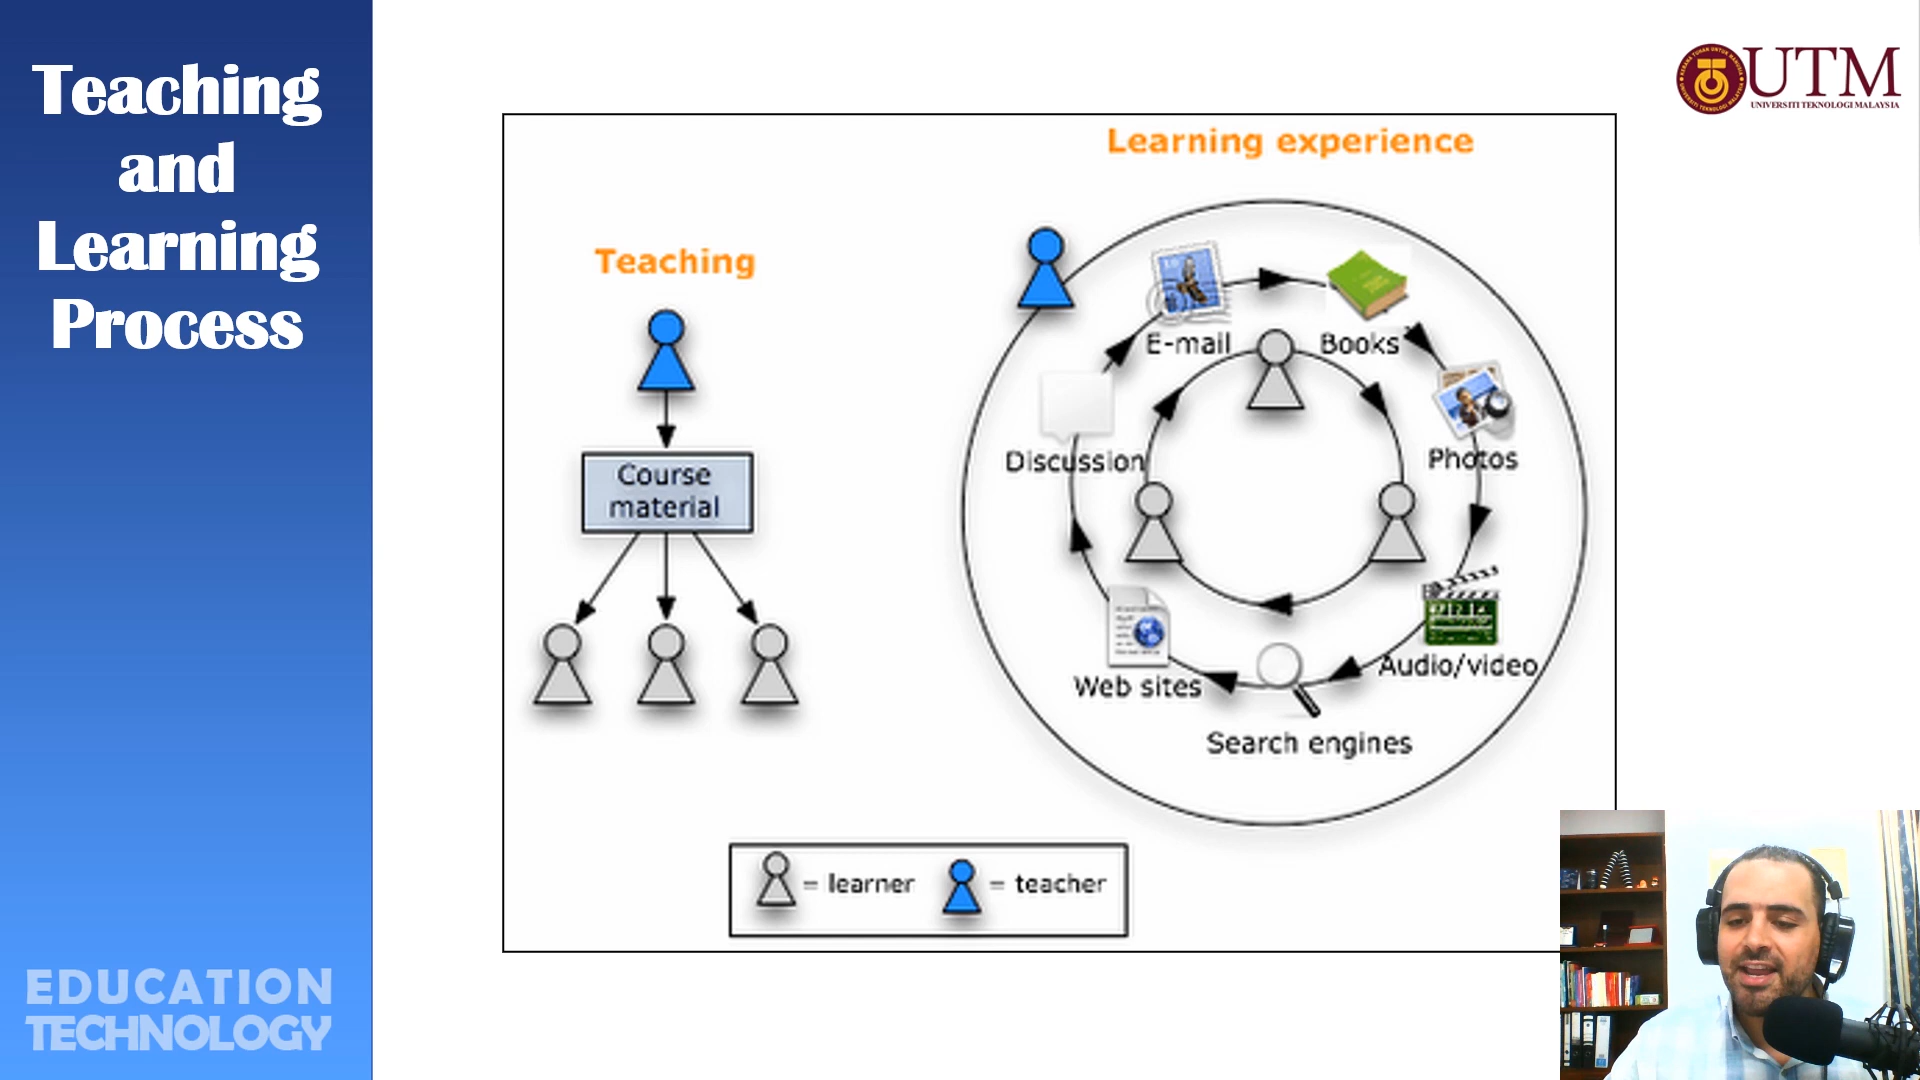 Teaching
and
Learning
Process
EDUCATION
TECHNOLOGY
UTM
UNIVERSITI TEKNOLOGI MALAYSIA
Learning experience
Teaching
E-mail
Books
Discussion
Photos
Course
material
Audio/video
Web sites
Search engines
= learner
= teacher